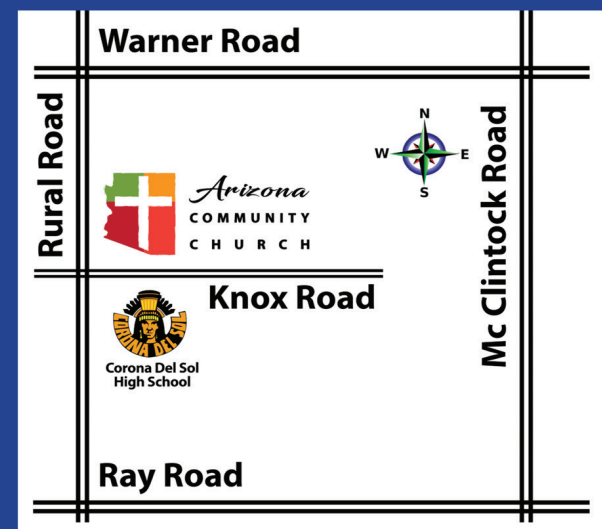 Warner Road
Rural Road
N
W
E
S
Mc Clintock Road
Arizona
COMMUNITY
CHURCH
Knox Road
CORONA DEL SOL
Corona Del Sol
High School
Ray Road